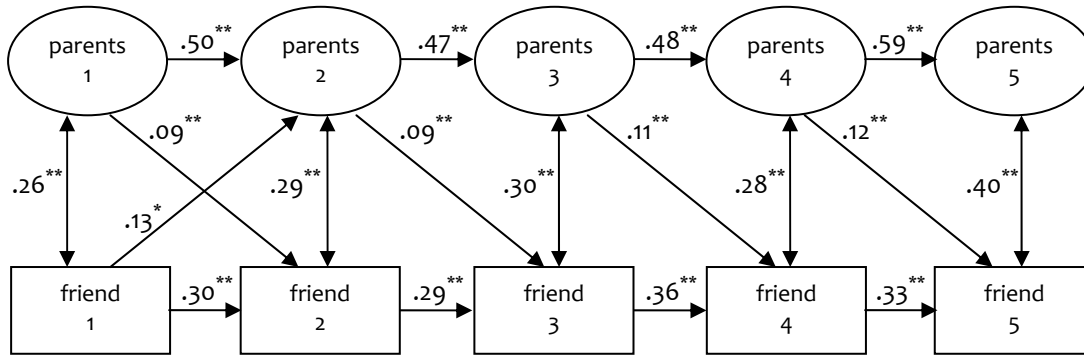 parents
1
.50**
parents
2
.47**
parents
3
.48**
parents
4
.59**
parents
5
.09**
.09**
.11**
.12**
.26**
.13*
.29**
.30**
.28**
.40**
friend
1
.30**
friend
2
.29**
friend
3
.36**
friend
4
.33**
friend
5